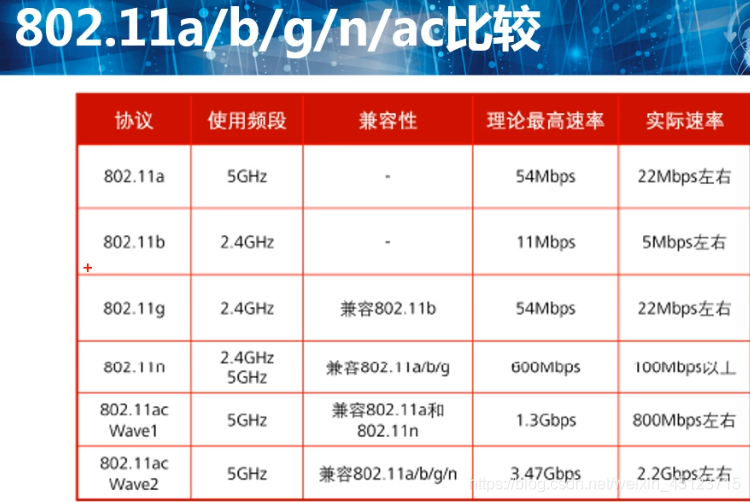 802.11a/b/g/n/ac比较
协议 使用频段 兼容性 理论最高速率 实际速率
802.11a 5GHz - 54Mbps 22Mbps左右
802.11b 2.4GHz - 11Mbps 5Mbps左右
802.11g 2.4GHz 兼容802.11b 54Mbps 22Mbps左右
802.11n 2.4GHz 5GHz 兼容802.11a/b/g 600Mbps 100Mbps以上
802.11ac Wave1 5GHz 兼容802.11a和802.11n 1.3Gbps 800Mbps左右
802.11ac Wave2 5GHz 兼容802.11a/b/g/n 3.47Gbps 2.2Gbps左右
https://blog.csdn.net/weixin_45123715